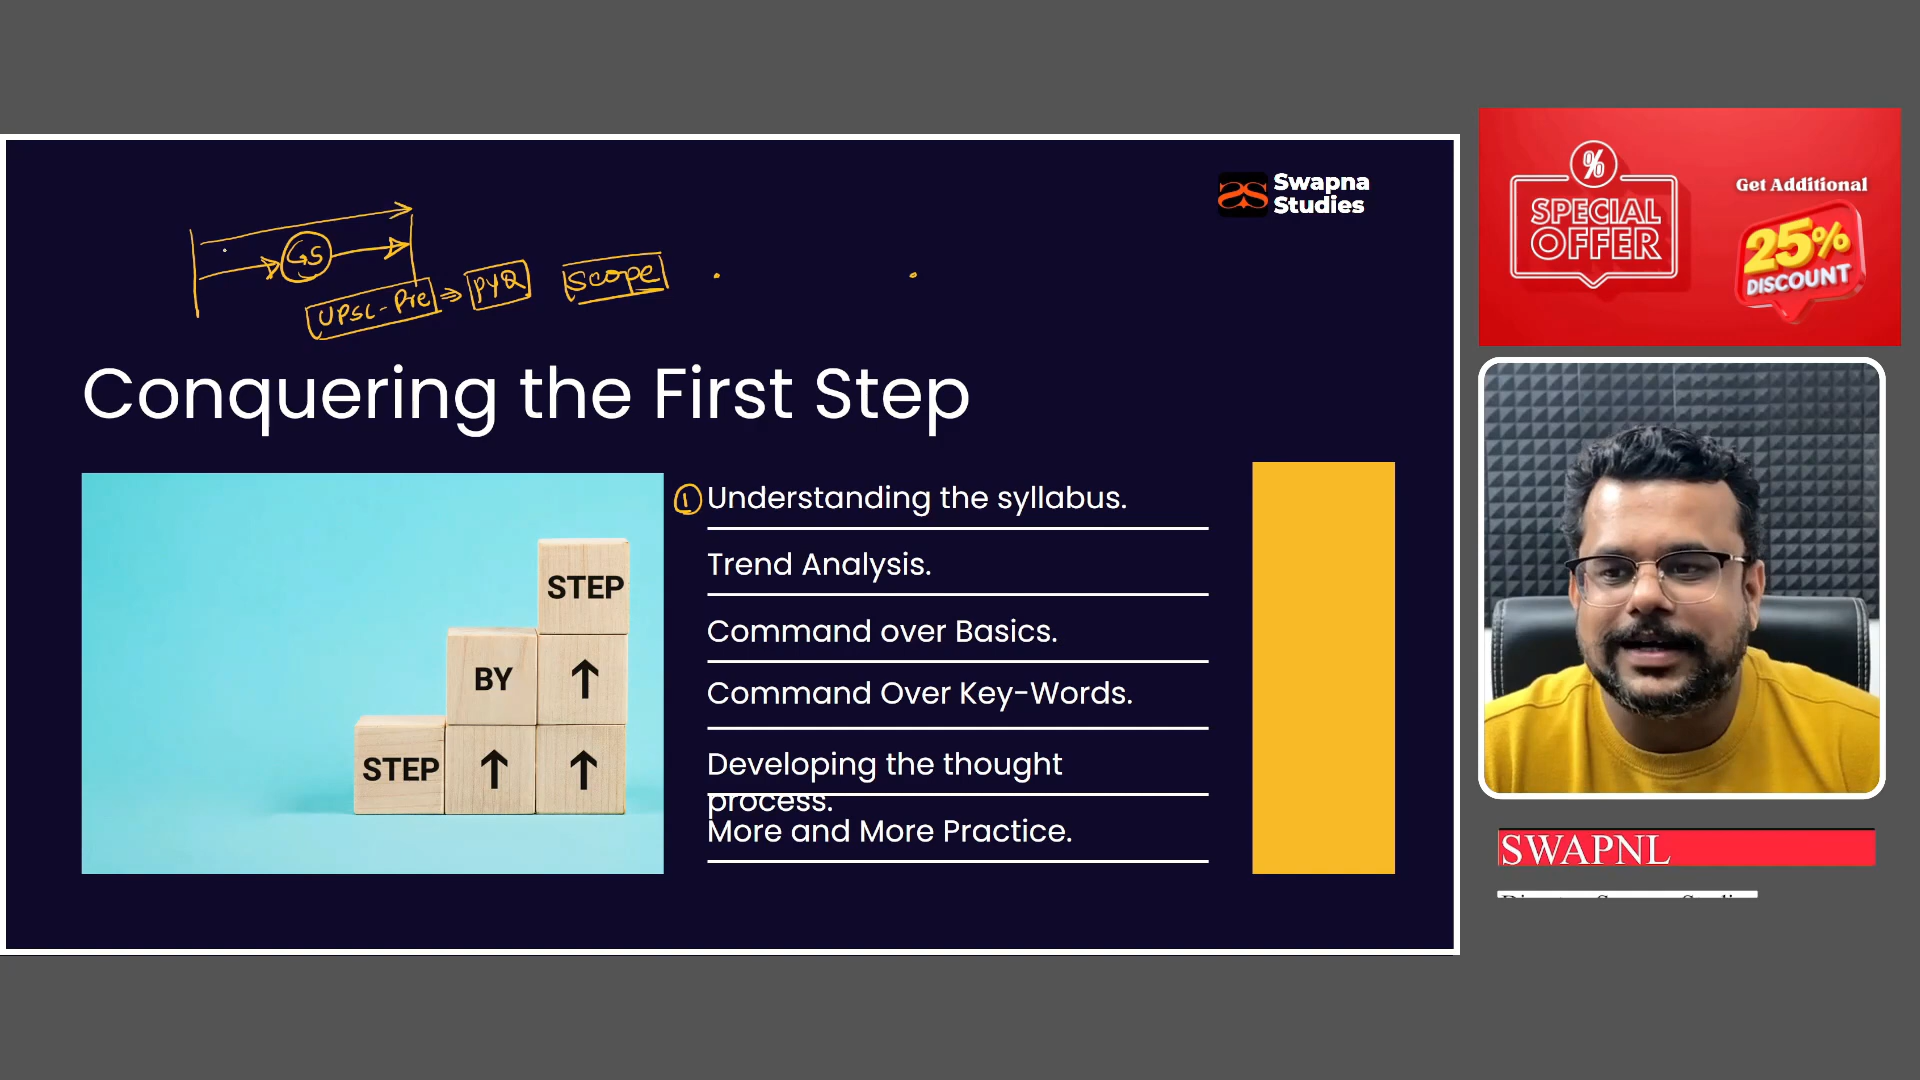 Swapna
Studies
GS
UPSC-Pre ⇒ PYQ Scope
Conquering the First Step
STEP
BY
STEP
1 Understanding the syllabus.
Trend Analysis.
Command over Basics.
Command Over Key-Words.
Developing the thought
process.
More and More Practice.
%
SPECIAL
OFFER
Get Additional
25%
DISCOUNT
SWAPNL